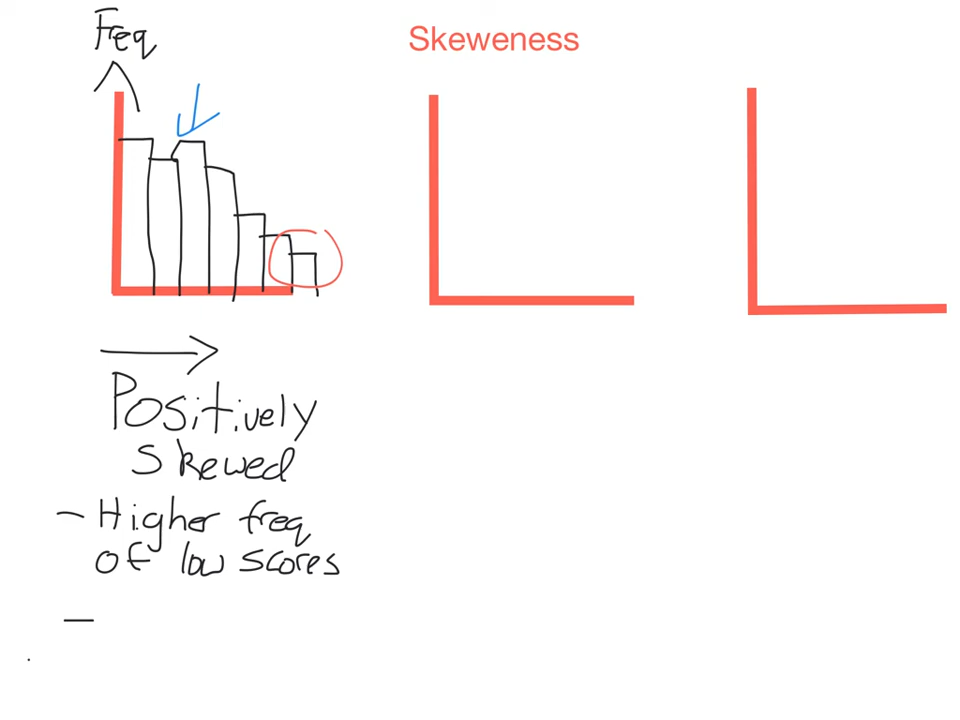 Freq
Skeweness
Positively
Skewed
- Higher freq
of low scores
-